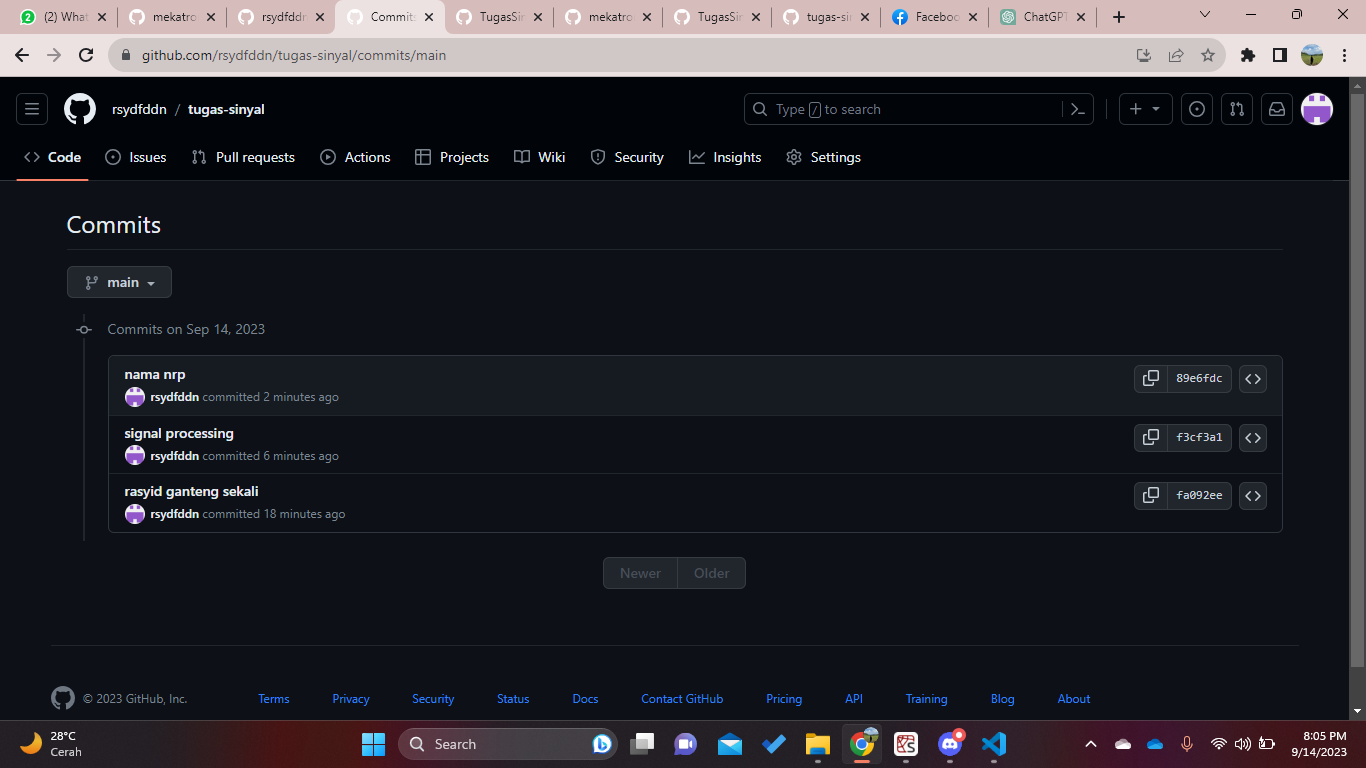 (2) What
mekatro
rsydfddn
Commits
TugasSin
mekatro
TugasSin
tugas-sin
Faceboo
ChatGPT
github.com/rsydfddn/tugas-sinyal/commits/main
rsydfddn / tugas-sinyal
Type / to search
Code Issues Pull requests Actions Projects Wiki Security Insights Settings
Commits
main
Commits on Sep 14, 2023
nama nrp
89e6fdc
rsydfddn committed 2 minutes ago
signal processing
f3cf3a1
rsydfddn committed 6 minutes ago
rasyid ganteng sekali
fa092ee
rsydfddn committed 18 minutes ago
Newer Older
© 2023 GitHub, Inc. Terms Privacy Security Status Docs Contact GitHub Pricing API Training Blog About
28°C
Cerah
Search
8:05 PM
9/14/2023